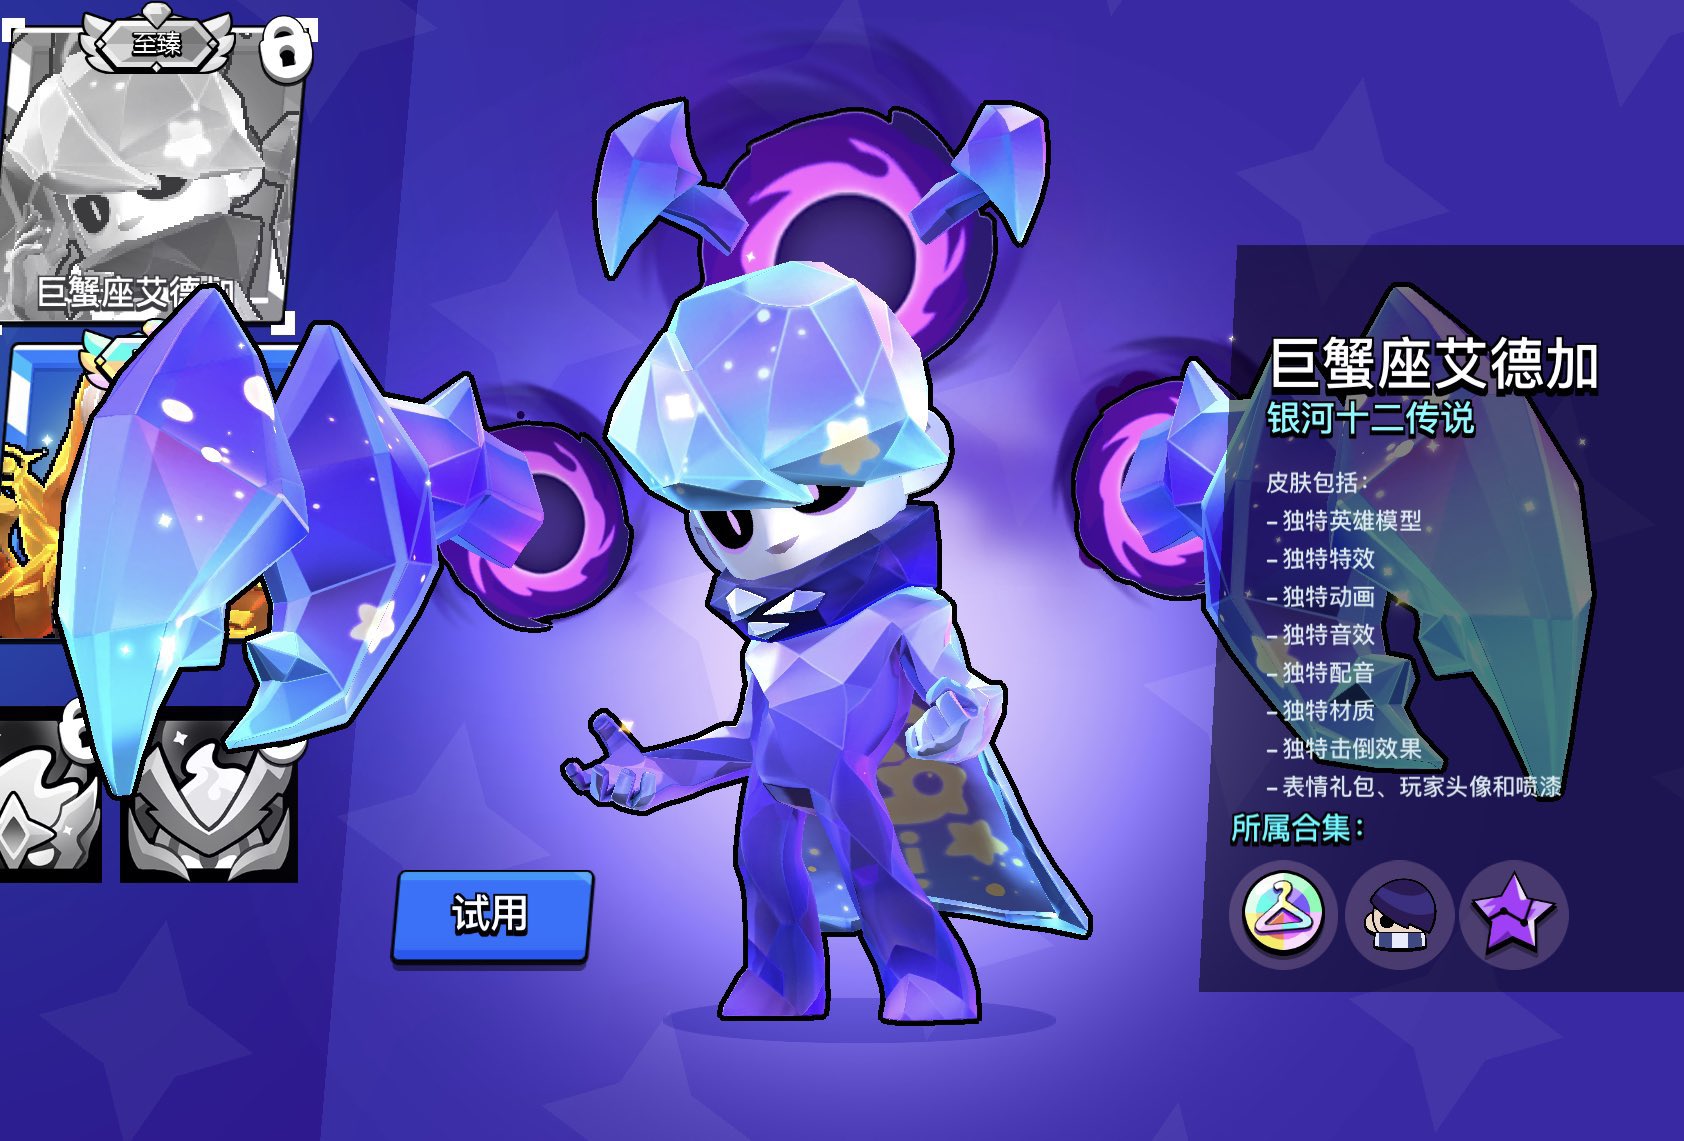 至臻
巨蟹座艾德加
巨蟹座艾德加
银河十二传说
皮肤包括：
-独特英雄模型
-独特特效
-独特动画
-独特音效
-独特配音
-独特材质
-独特击倒效果
-表情礼包、玩家头像和喷漆
所属合集：
试用